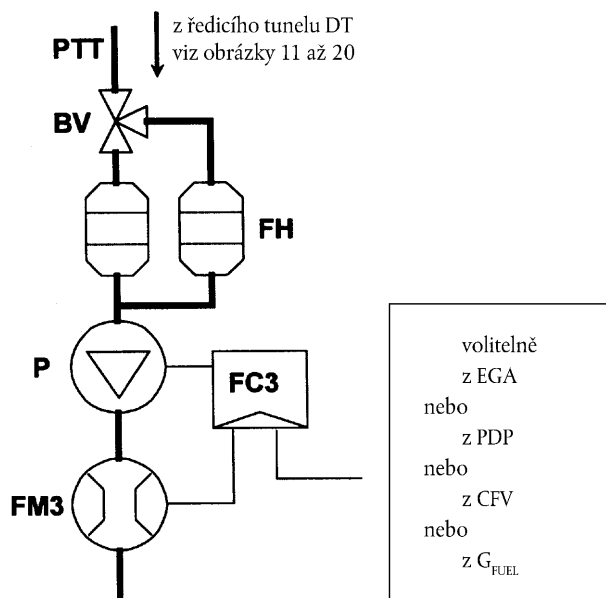 z ředicího tunelu DT
viz obrázky 11 až 20
PTT
BV
FH
P
FC3
FM3
volitelně
z EGA
nebo
z PDP
nebo
z CFV
nebo
z G_FUEL